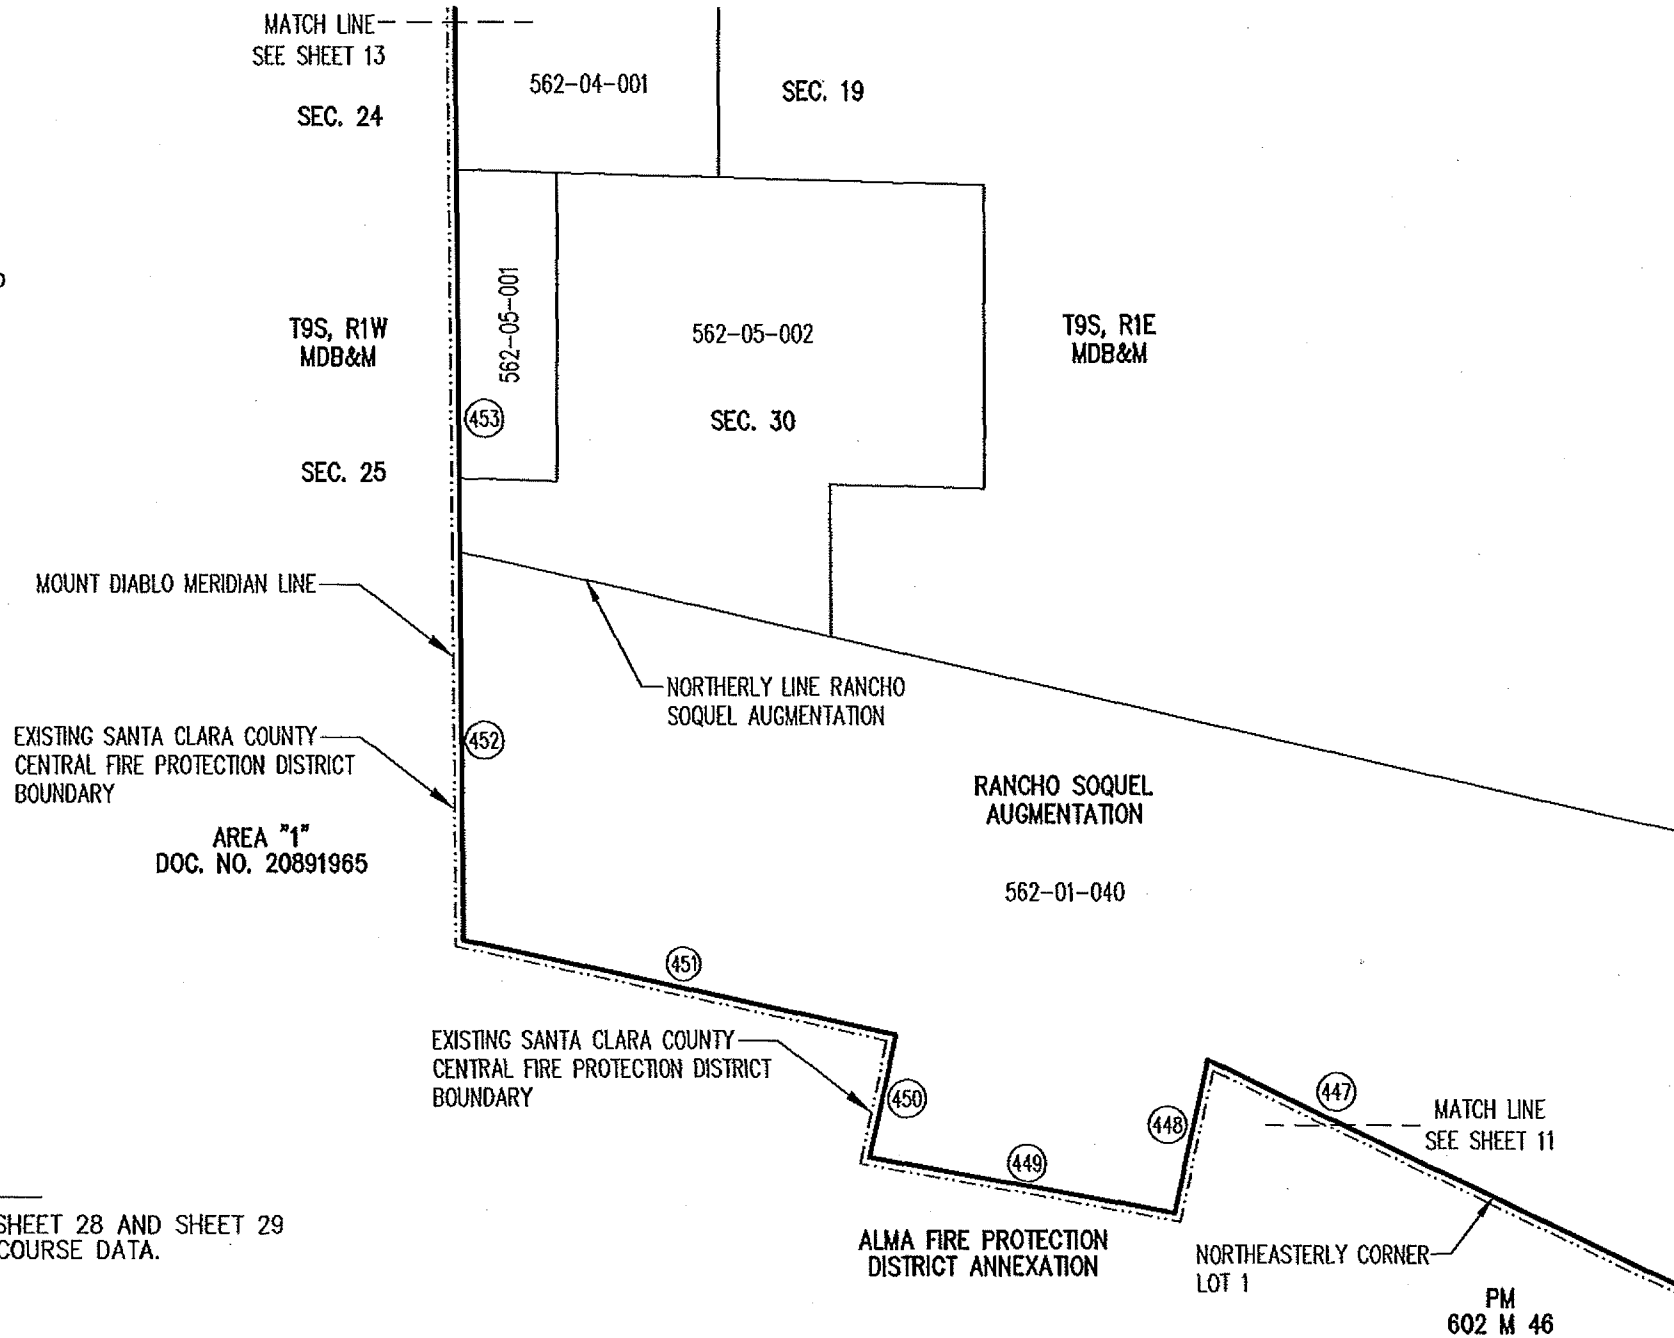 MATCH LINE
SEE SHEET 13
SEC. 24
562-04-001
SEC. 19
T9S, R1W
MDB&M
562-05-001
562-05-002
T9S, R1E
MDB&M
453
SEC. 30
SEC. 25
MOUNT DIABLO MERIDIAN LINE
NORTHERLY LINE RANCHO
SOQUEL AUGMENTATION
EXISTING SANTA CLARA COUNTY
CENTRAL FIRE PROTECTION DISTRICT
BOUNDARY
452
AREA "1"
DOC. NO. 20891965
RANCHO SOQUEL
AUGMENTATION
562-01-040
451
EXISTING SANTA CLARA COUNTY
CENTRAL FIRE PROTECTION DISTRICT
BOUNDARY
450
449
448
447
MATCH LINE
SEE SHEET 11
SHEET 28 AND SHEET 29
COURSE DATA.
ALMA FIRE PROTECTION
DISTRICT ANNEXATION
NORTHEASTERLY CORNER
LOT 1
PM
602 M 46